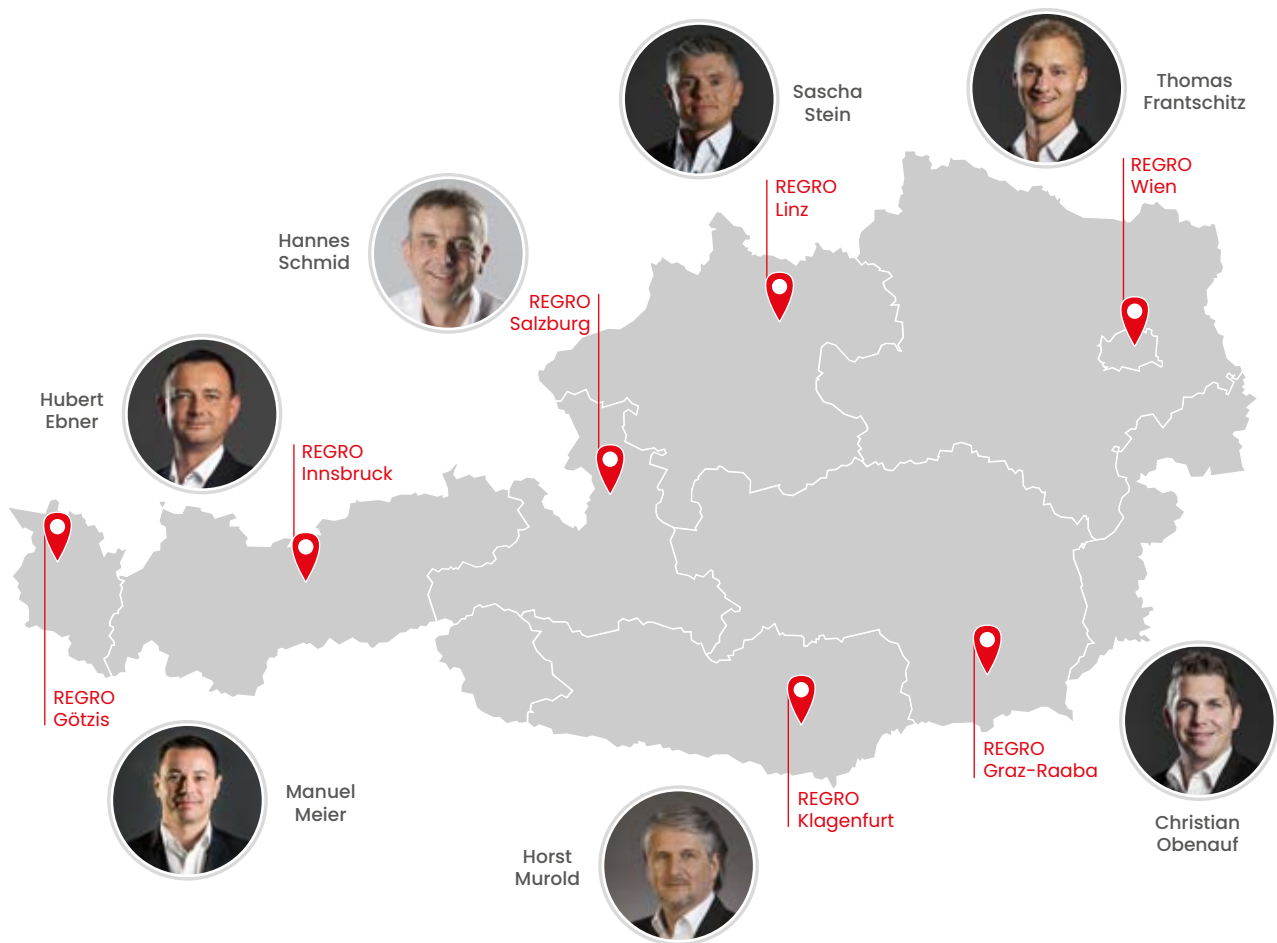 Sascha
Stein
Thomas
Frantschitz
REGRO
Wien
REGRO
Linz
Hannes
Schmid
REGRO
Salzburg
Hubert
Ebner
REGRO
Innsbruck
REGRO
Götzis
Manuel
Meier
REGRO
Klagenfurt
Horst
Murold
REGRO
Graz-Raaba
Christian
Obenauf